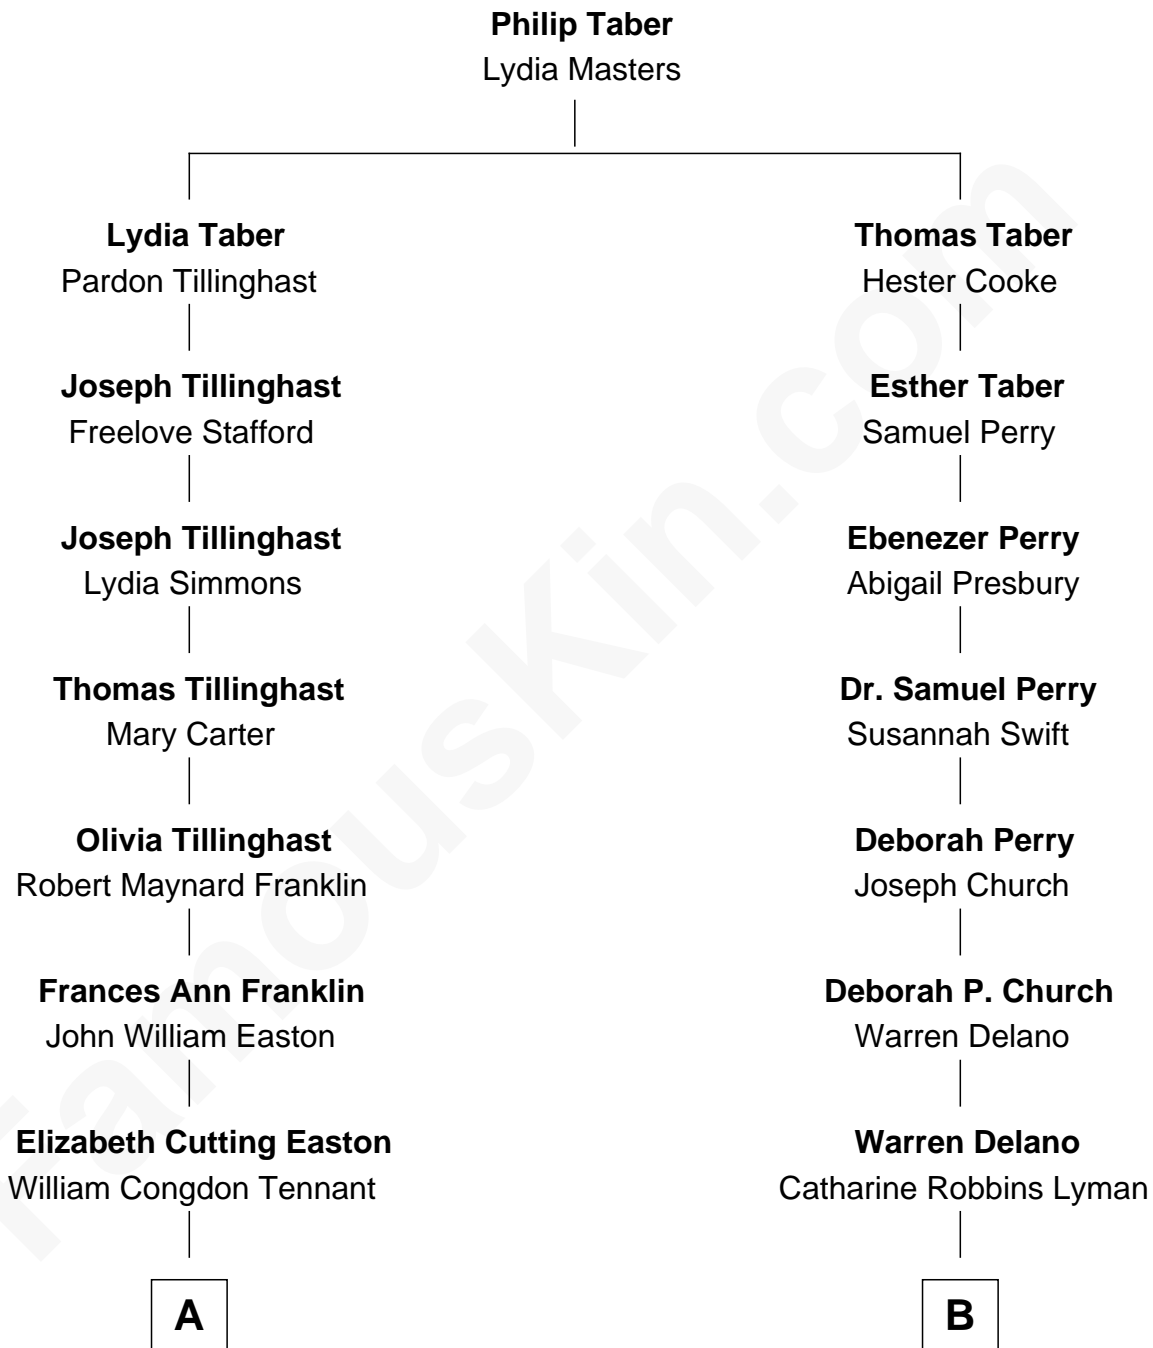 Philip Taber
Lydia Masters
Lydia Taber
Pardon Tillinghast
Thomas Taber
Hester Cooke
Joseph Tillinghast
Freelove Stafford
Esther Taber
Samuel Perry
Joseph Tillinghast
Lydia Simmons
Ebenezer Perry
Abigail Presbury
Thomas Tillinghast
Mary Carter
Dr. Samuel Perry
Susannah Swift
Olivia Tillinghast
Robert Maynard Franklin
Deborah Perry
Joseph Church
Frances Ann Franklin
John William Easton
Deborah P. Church
Warren Delano
Elizabeth Cutting Easton
William Congdon Tennant
Warren Delano
Catharine Robbins Lyman
A
B
FamousKin.com